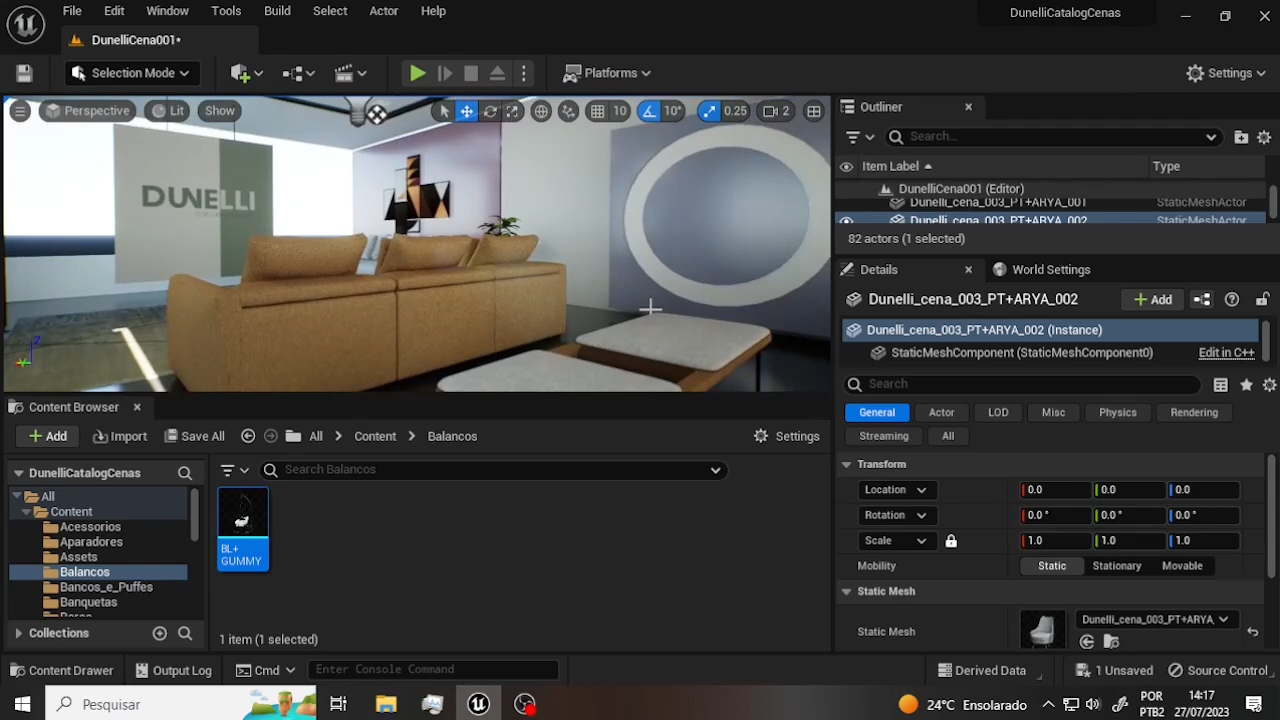 File Edit Window Tools Build Select Actor Help
DunelliCatalogCenas
DunelliCena001*
Selection Mode
Platforms
Settings
Perspective Lit Show
10 10° 0.25 2
DUNELLI
Outliner
Search...
Item Label Type
DunelliCena001 (Editor)
Dunelli_cena_003_PT+ARYA_001 StaticMeshActor
Dunelli_cena_003_PT+ARYA_002 StaticMeshActor
82 actors (1 selected)
Details
World Settings
Dunelli_cena_003_PT+ARYA_002
Add
Dunelli_cena_003_PT+ARYA_002 (Instance)
StaticMeshComponent (StaticMeshComponent0) Edit in C++
Search
General Actor LOD Misc Physics Rendering
Streaming All
Transform
Location 0.0 0.0 0.0
Rotation 0.0 ° 0.0 ° 0.0 °
Scale 1.0 1.0 1.0
Mobility Static Stationary Movable
Static Mesh
Static Mesh Dunelli_cena_003_PT+ARYA_
Content Browser
Add Import Save All All Content Balancos Settings
DunelliCatalogCenas
Search Balancos
All
Content
Acessorios
Aparadores
Assets
Balancos
Bancos_e_Puffes
Banquetas
Collections
BL+
GUMMY
1 item (1 selected)
Content Drawer Output Log Cmd Enter Console Command Derived Data 1 Unsaved Source Control
Pesquisar
24°C Ensolarado
POR
PTB2
14:17
27/07/2023